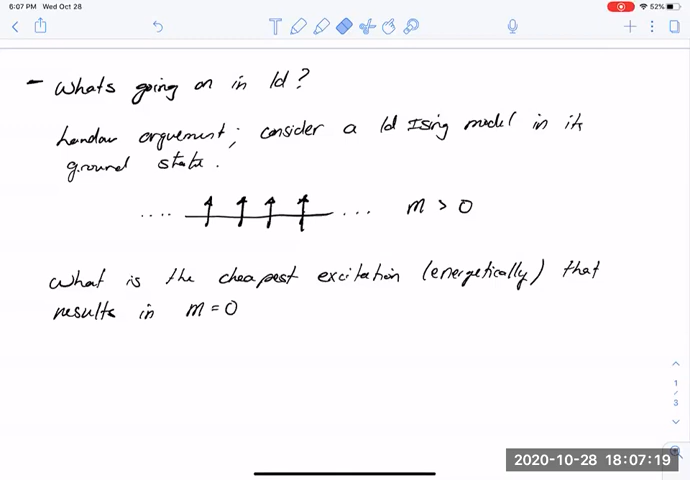 6:07 PM Wed Oct 28
52%
- Whats going on in 1d?
Landau arguement; consider a 1d Ising model in its
ground state.
.... ... m > 0
What is the cheapest excitation (energetically) that
results in m = 0
1
/
3
2020-10-28 18:07:19